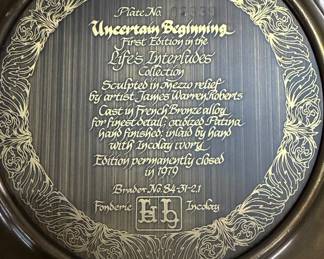 Plate No.
Uncertain Beginning
First Edition in the
Life's Interludes
Collection
Sculpted in mezzo relief
by artist, James Warren Roberts
Cast in French Bronze alloy
for finest detail, oxidized Patina
hand finished; inlaid by hand
with Incolay ivory
Edition permanently closed
in 1979
Bradex No. 84-31-2.1
Fonderie Incolay